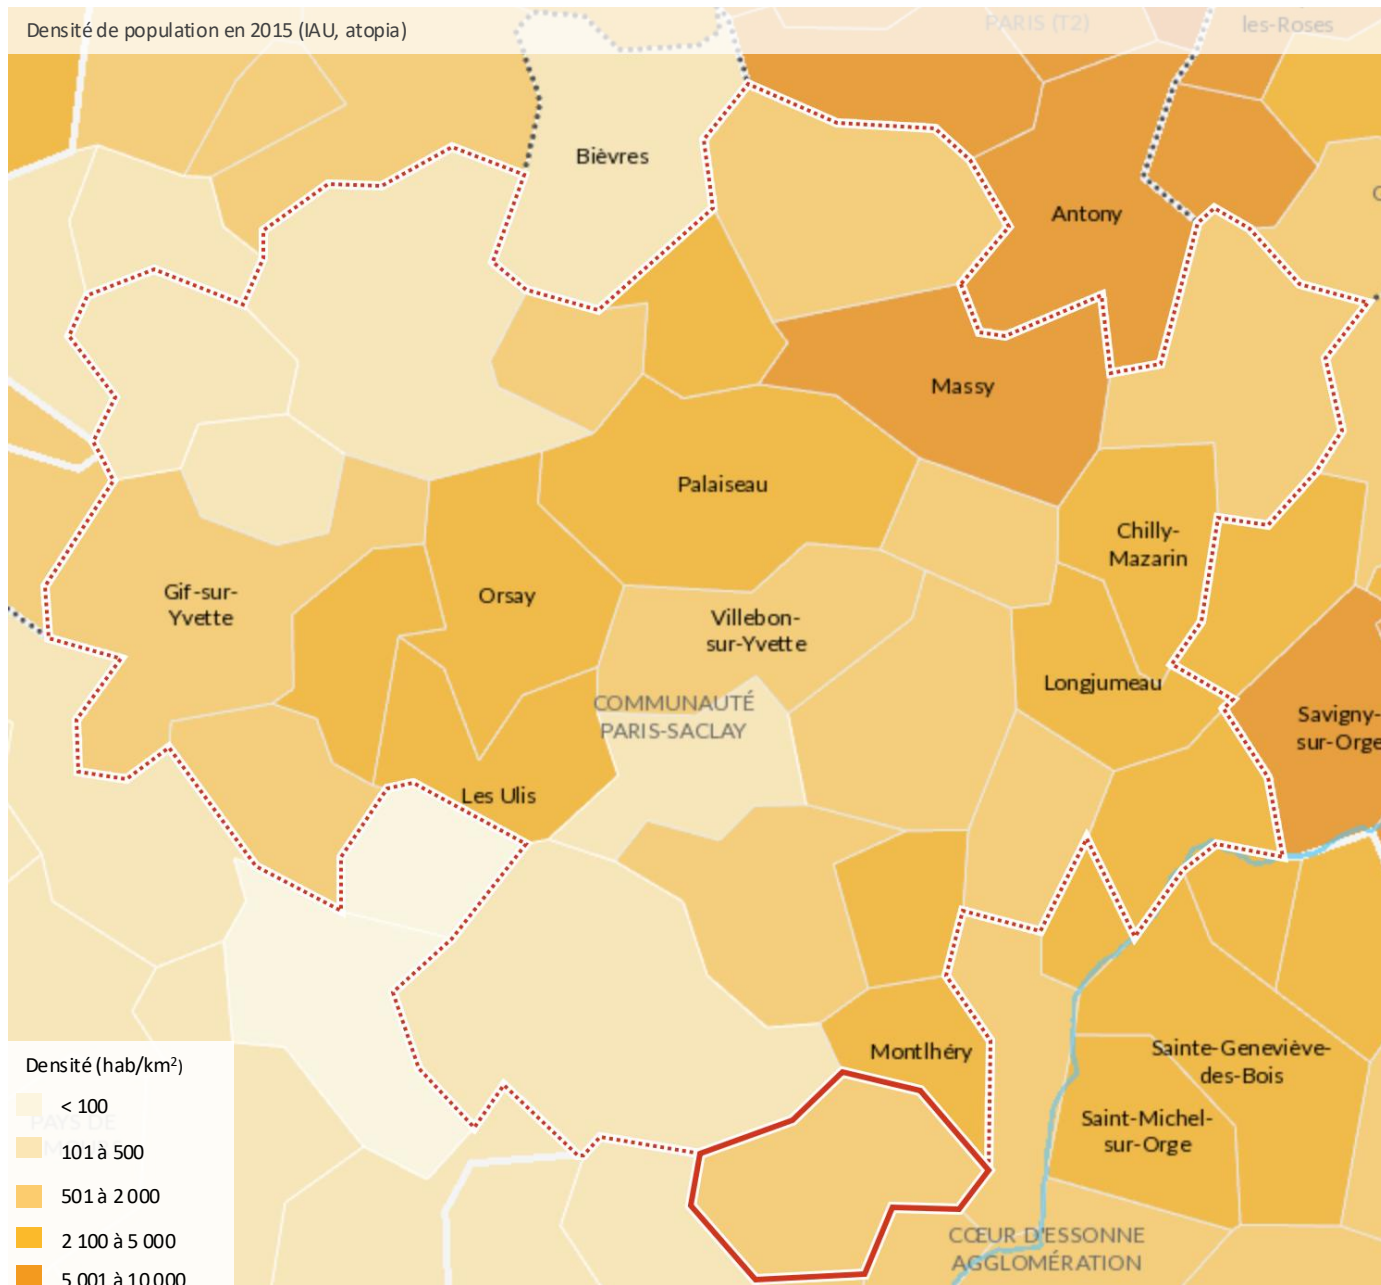 Densité de population en 2015 (IAU, atopia)
PARIS (T2)
les-Roses
Bièvres
Antony
Massy
Palaiseau
Chilly-
Mazarin
Gif-sur-
Yvette
Orsay
Villebon-
sur-Yvette
Longjumeau
COMMUNAUTÉ
PARIS-SACLAY
Savigny-
sur-Orge
Les Ulis
Montlhéry
Sainte-Geneviève-
des-Bois
Saint-Michel-
sur-Orge
CŒUR D'ESSONNE
AGGLOMÉRATION
Densité (hab/km²)
< 100
PAYS DE
101 à 500
501 à 2 000
2 100 à 5 000
5 001 à 10 000